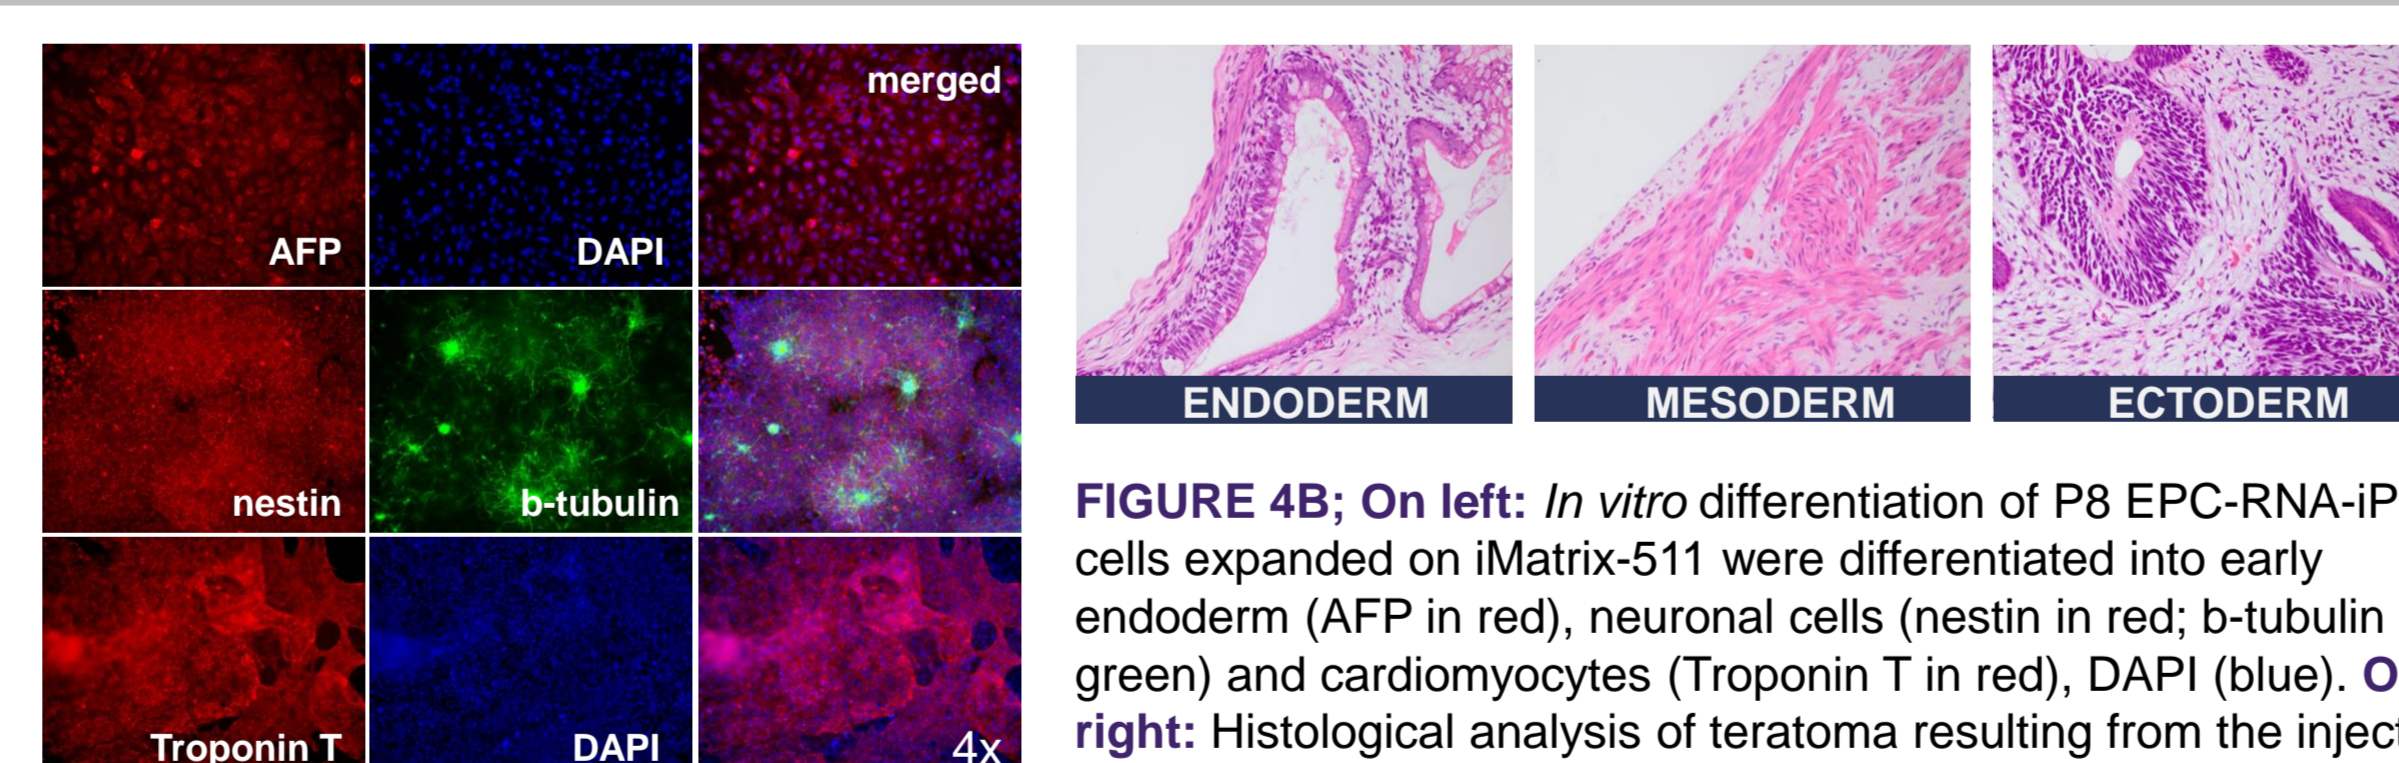 merged
AFP
DAPI
nestin
b-tubulin
Troponin T
DAPI
4x
ENDODERM
MESODERM
ECTODERM
FIGURE 4B; On left: In vitro differentiation of P8 EPC-RNA-iP
cells expanded on iMatrix-511 were differentiated into early
endoderm (AFP in red), neuronal cells (nestin in red; b-tubulin
green) and cardiomyocytes (Troponin T in red), DAPI (blue). O
right: Histological analysis of teratoma resulting from the inject